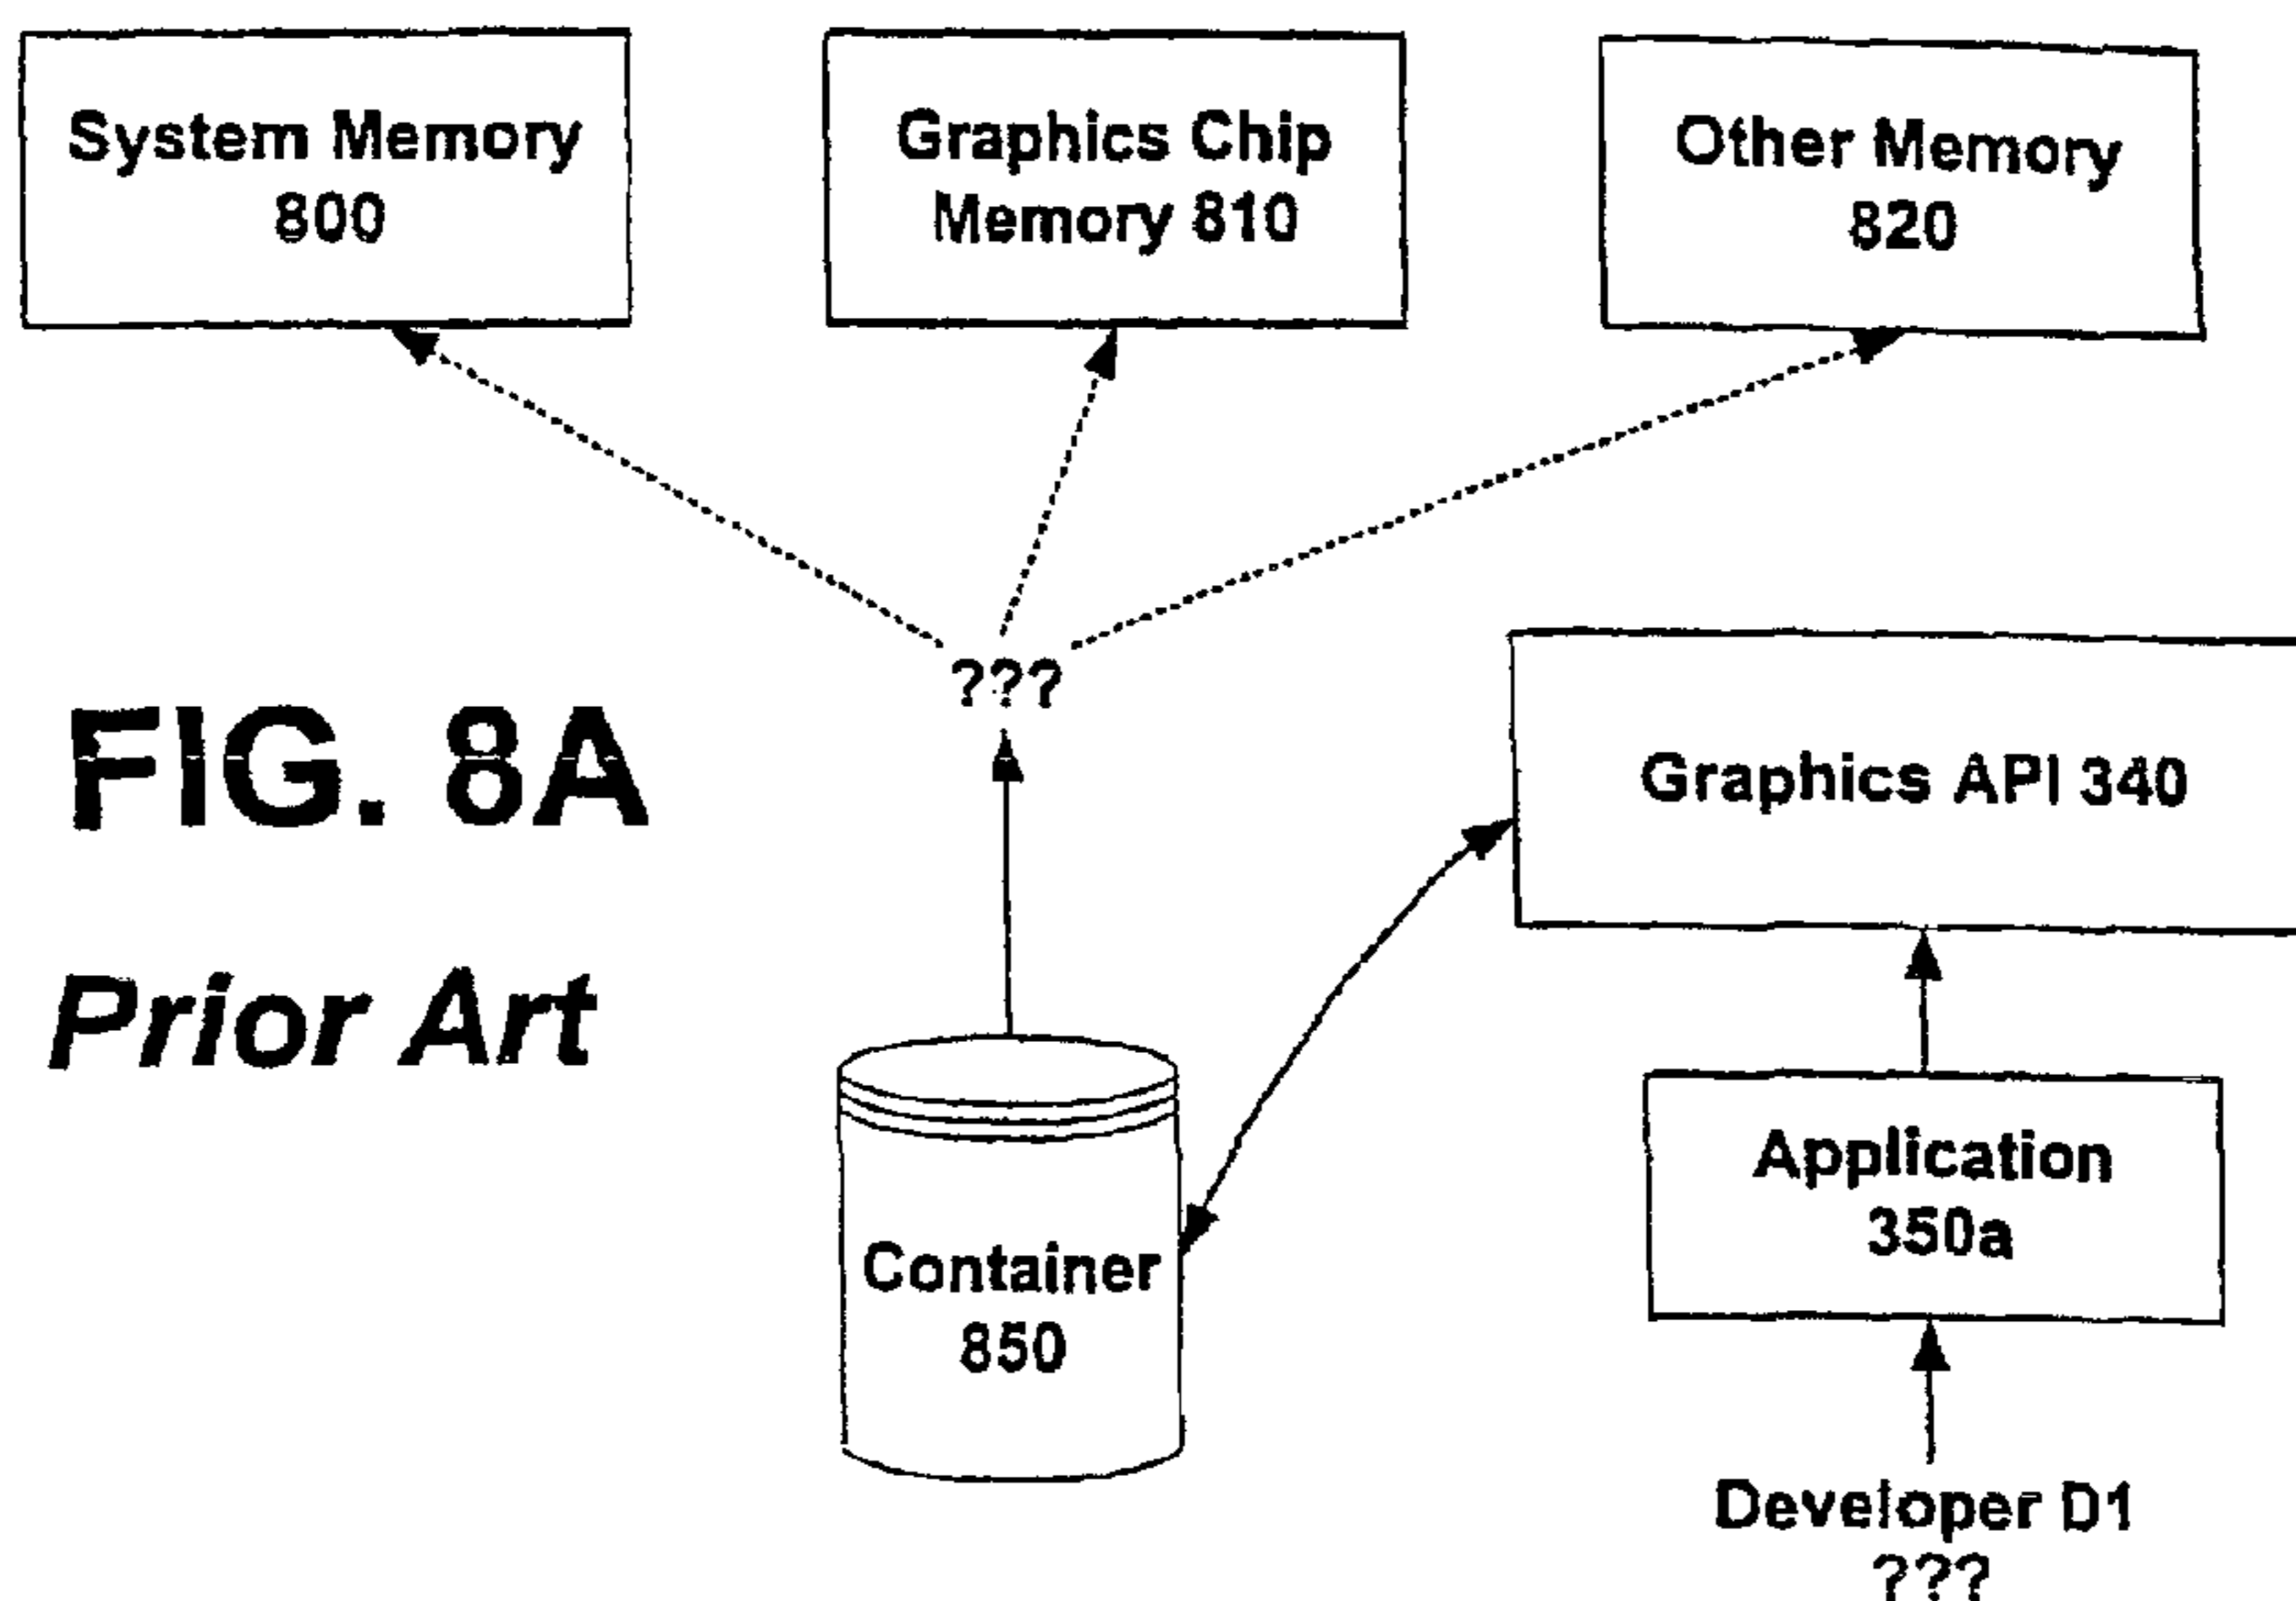 System Memory
800
Graphics Chip
Memory 810
Other Memory
820
???
FIG. 8A
Prior Art
Graphics API 340
Application
350a
Container
850
Developer D1
???